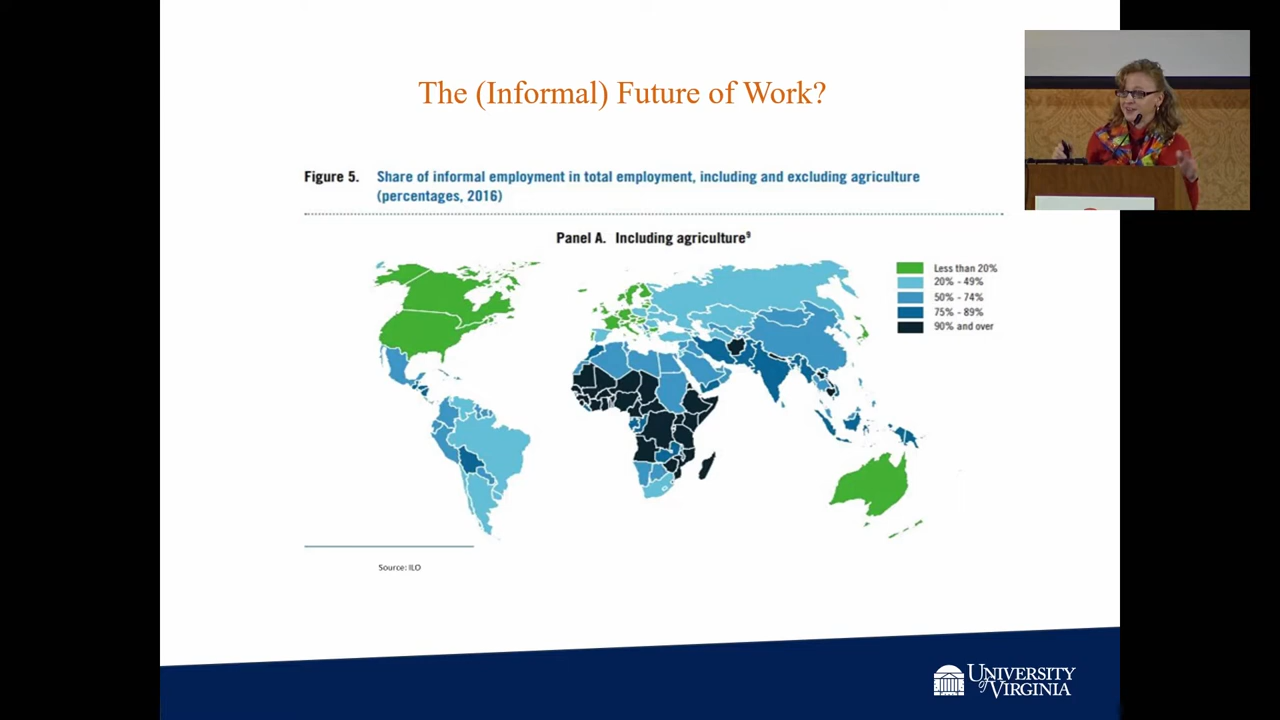 The (Informal) Future of Work?
Figure 5. Share of informal employment in total employment, including and excluding agriculture
(percentages, 2016)
Panel A. Including agriculture⁹
Less than 20%
20% - 49%
50% - 74%
75% - 89%
90% and over
Source: ILO
UNIVERSITY
of VIRGINIA